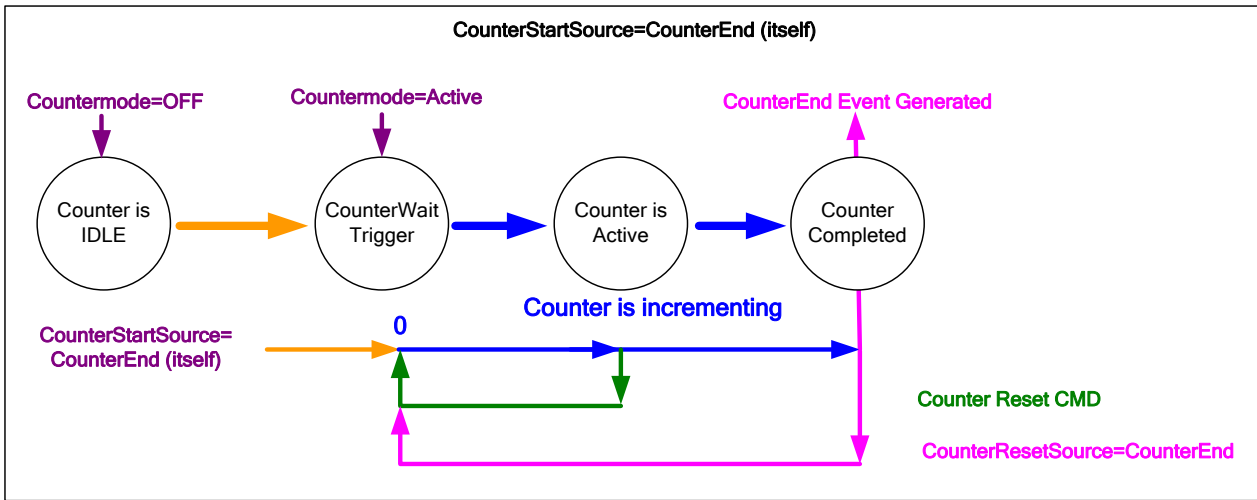 CounterStartSource=CounterEnd (itself)
Countermode=OFF
Countermode=Active
CounterEnd Event Generated
Counter is
IDLE
CounterWait
Trigger
Counter is
Active
Counter
Completed
Counter is incrementing
CounterStartSource=
CounterEnd (itself)
0
Counter Reset CMD
CounterResetSource=CounterEnd